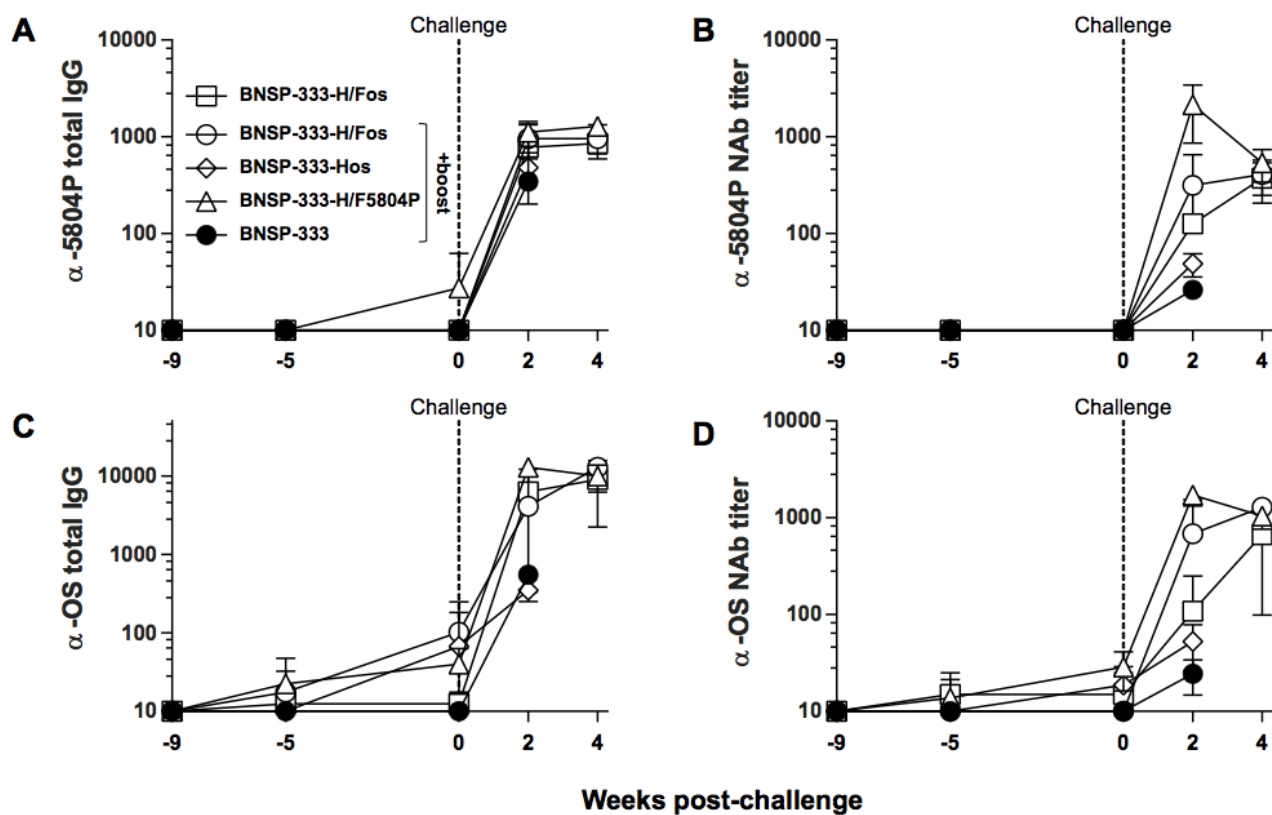 A
Challenge
10000
1000
100
10
α -5804P total IgG
BNSP-333-H/Fos
BNSP-333-H/Fos
BNSP-333-Hos
BNSP-333-H/F5804P
BNSP-333
+boost
-9 -5 0 2 4
B
Challenge
10000
1000
100
10
α -5804P NAb titer
-9 -5 0 2 4
C
Challenge
10000
1000
100
10
α -OS total IgG
-9 -5 0 2 4
D
Challenge
10000
1000
100
10
α -OS NAb titer
-9 -5 0 2 4
Weeks post-challenge